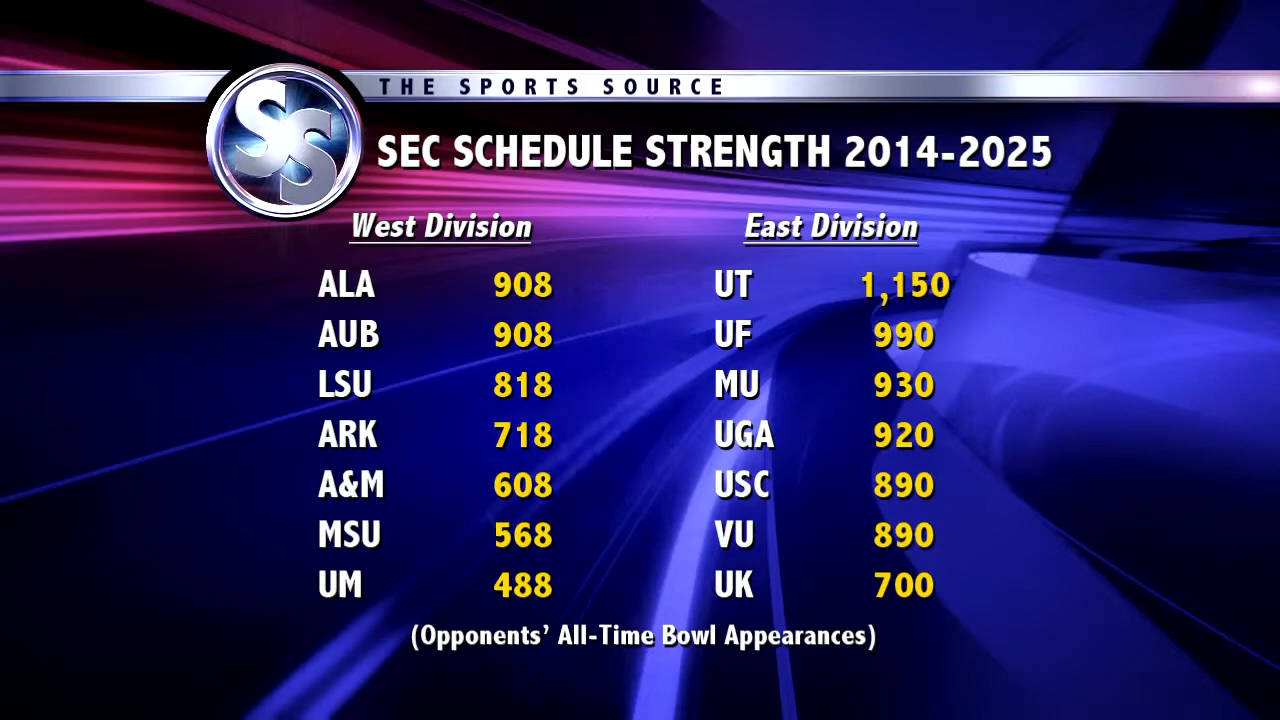 THE SPORTS SOURCE
SS
SEC SCHEDULE STRENGTH 2014-2025
West Division
ALA 908
AUB 908
LSU 818
ARK 718
A&M 608
MSU 568
UM 488
East Division
UT 1,150
UF 990
MU 930
UGA 920
USC 890
VU 890
UK 700
(Opponents’ All-Time Bowl Appearances)